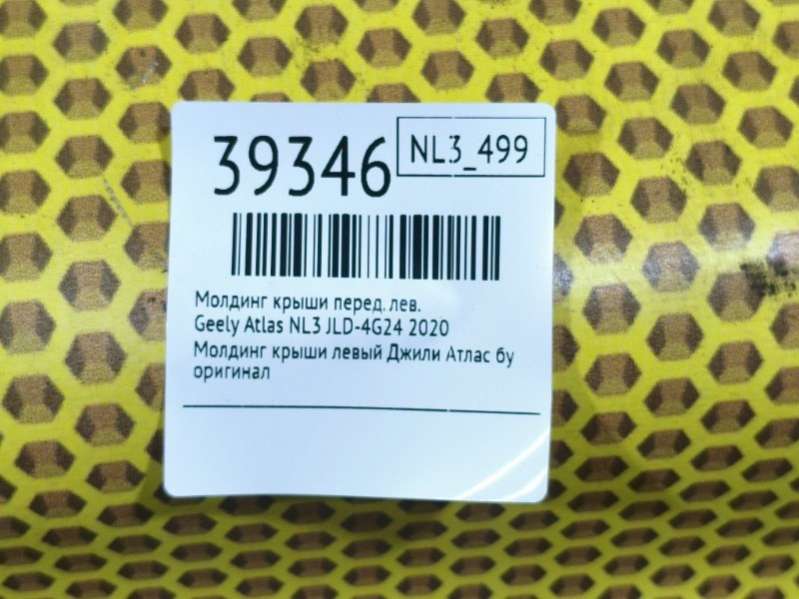 39346
NL3_499
Молдинг крыши перед. лев.
Geely Atlas NL3 JLD-4G24 2020
Молдинг крыши левый Джили Атлас бу
оригинал